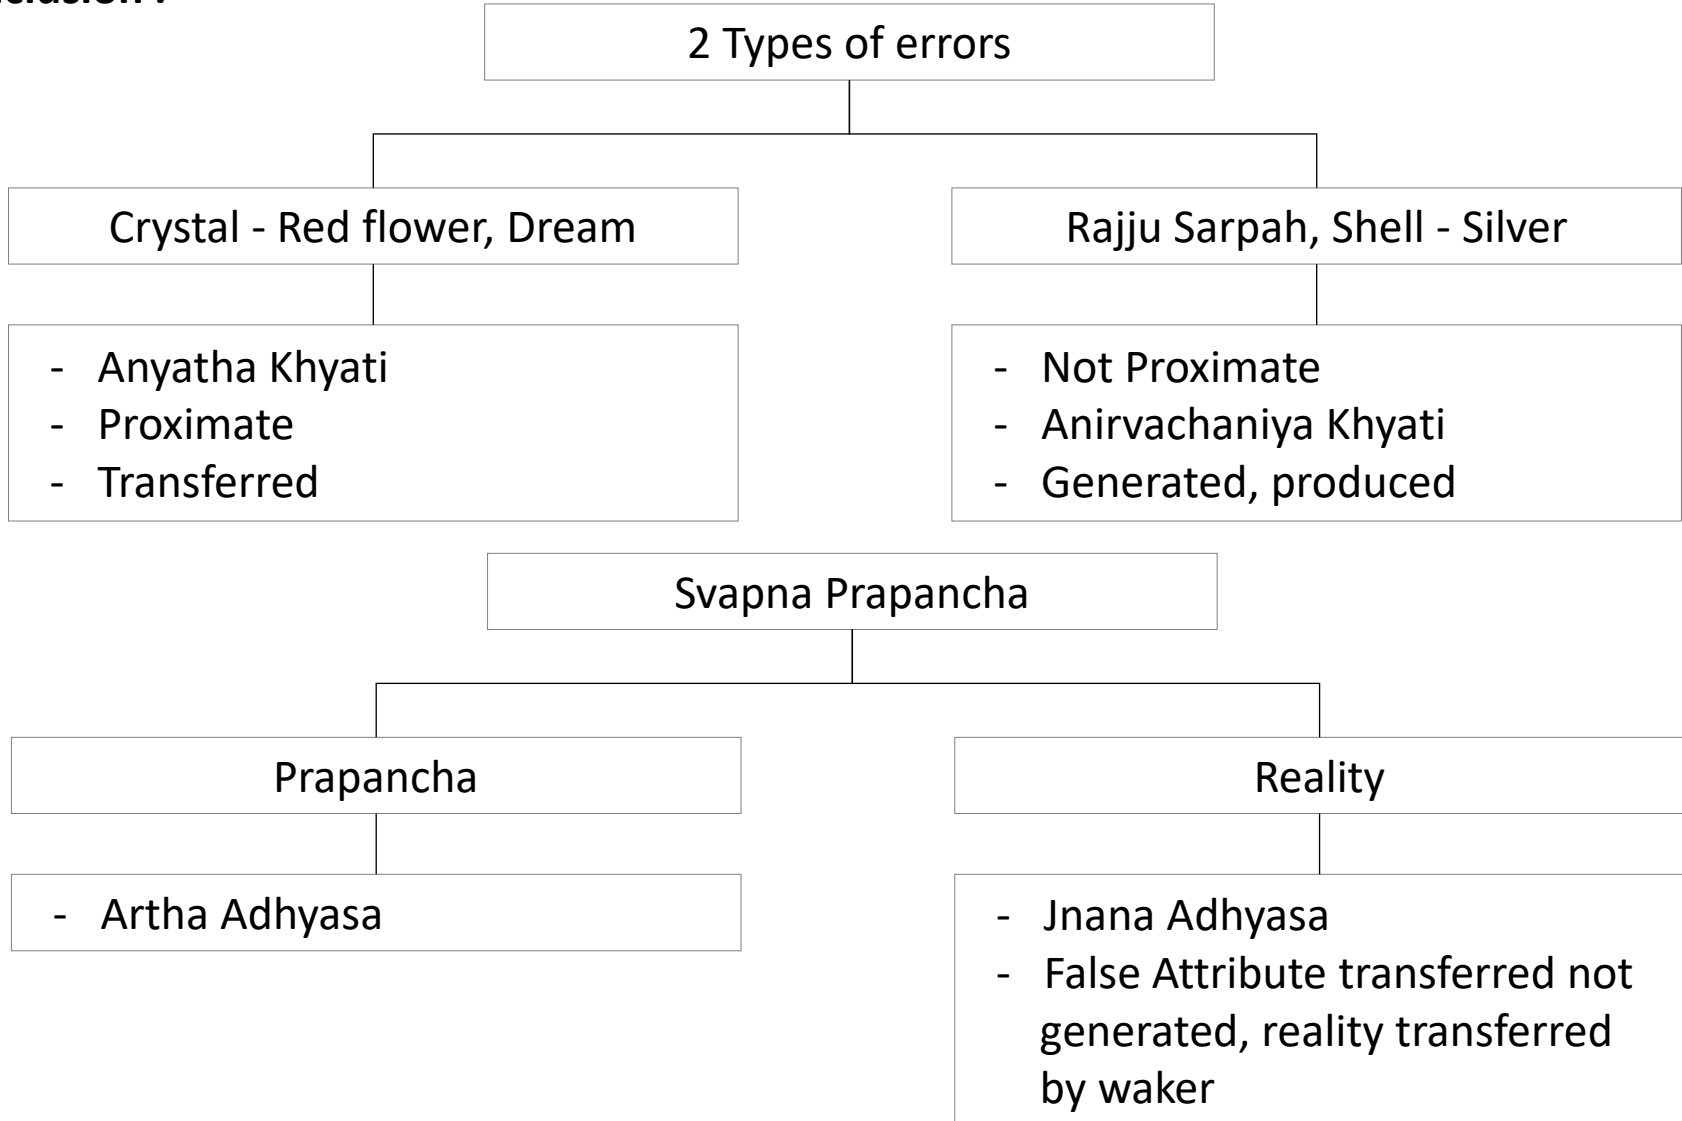 2 Types of errors
Crystal - Red flower, Dream
Rajju Sarpah, Shell - Silver
- Anyatha Khyati
- Proximate
- Transferred
- Not Proximate
- Anirvachaniya Khyati
- Generated, produced
Svapna Prapancha
Prapancha
Reality
- Artha Adhyasa
- Jnana Adhyasa
- False Attribute transferred not
generated, reality transferred
by waker